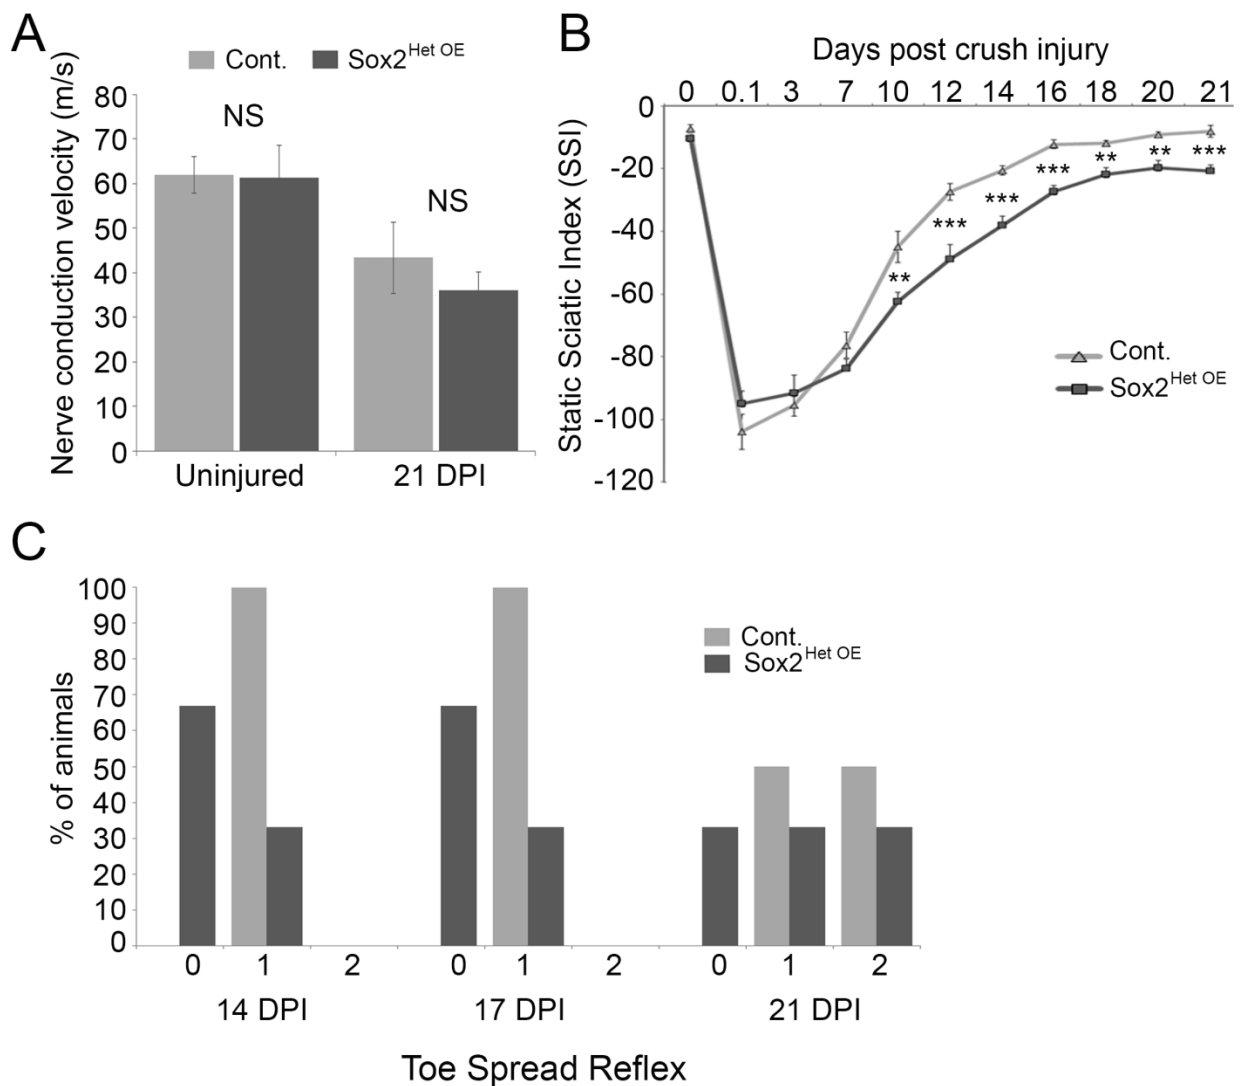 A
Cont. Sox2Het OE
Nerve conduction velocity (m/s)
80
70
60
50
40
30
20
10
0
NS
NS
Uninjured 21 DPI
B
Days post crush injury
0 0.1 3 7 10 12 14 16 18 20 21
Static Sciatic Index (SSI)
0
-20
-40
-60
-80
-100
-120
** *** *** *** ** ** ***
Cont.
Sox2Het OE
C
% of animals
100
90
80
70
60
50
40
30
20
10
0
Cont.
Sox2Het OE
0 1 2 0 1 2 0 1 2
14 DPI 17 DPI 21 DPI
Toe Spread Reflex